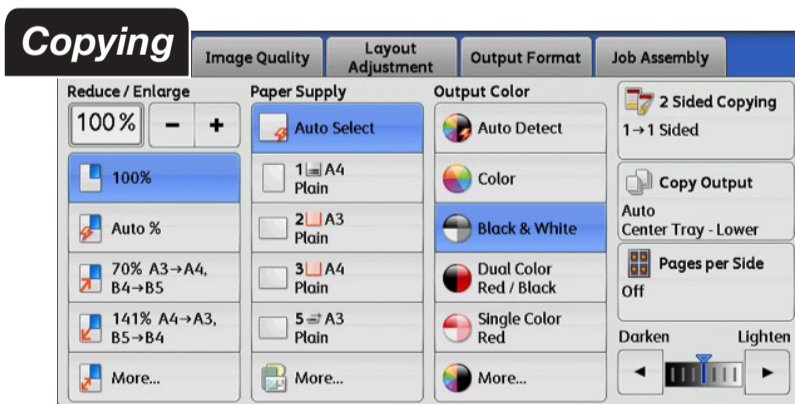 Copying
Image Quality
Layout
Adjustment
Output Format
Job Assembly
Reduce / Enlarge
100%
− +
100%
Auto %
70% A3→A4,
B4→B5
141% A4→A3,
B5→B4
More...
Paper Supply
Auto Select
1 A4
Plain
2 A3
Plain
3 A4
Plain
5 A3
Plain
More...
Output Color
Auto Detect
Color
Black & White
Dual Color
Red / Black
Single Color
Red
More...
2 Sided Copying
1→1 Sided
Copy Output
Auto
Center Tray - Lower
Pages per Side
Off
Darken Lighten